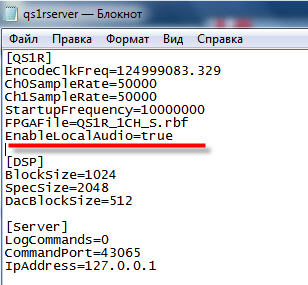 qs1rserver — Блокнот
Файл Правка Формат Вид Справка
[QS1R]
EncodeClkFreq=124999083.329
Ch0SampleRate=50000
Ch1SampleRate=50000
StartupFrequency=10000000
FPGAFile=QS1R_1CH_S.rbf
EnableLocalAudio=true
[DSP]
BlockSize=1024
SpecSize=2048
DacBlockSize=512
[Server]
LogCommands=0
CommandPort=43065
IpAddress=127.0.0.1